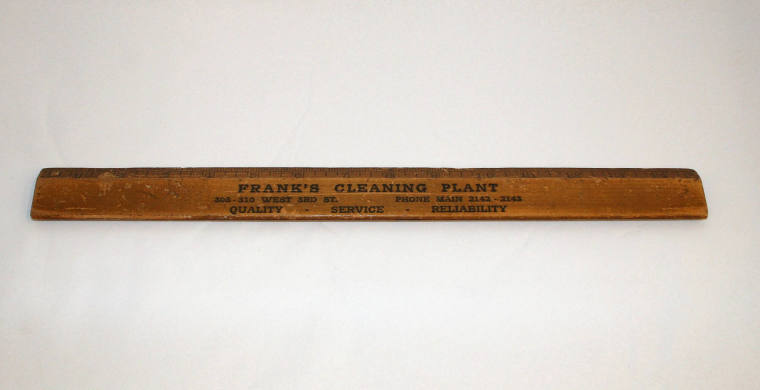 FRANK'S CLEANING PLANT
308-310 WEST 3RD ST. PHONE MAIN 2142-2143
QUALITY - SERVICE - RELIABILITY